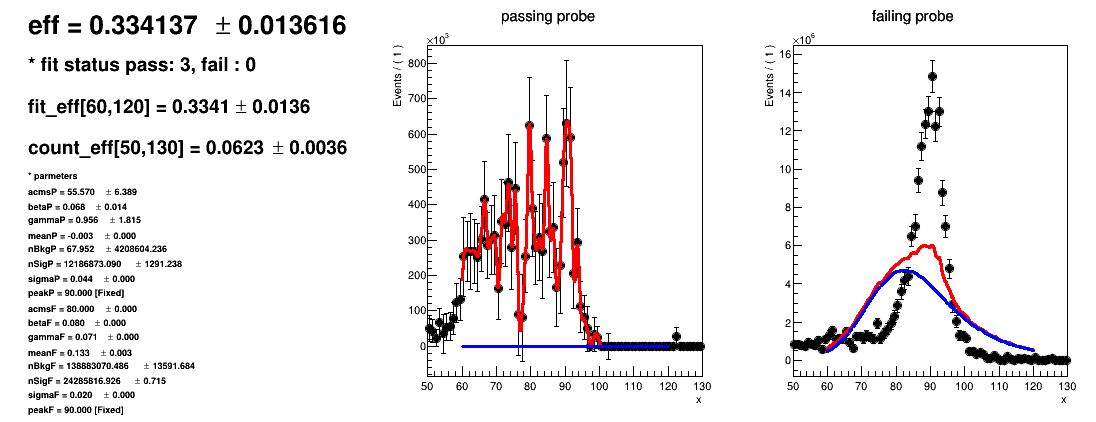 eff = 0.334137 ± 0.013616
* fit status pass: 3, fail : 0
fit_eff[60,120] = 0.3341 ± 0.0136
count_eff[50,130] = 0.0623 ± 0.0036
* parmeters
acmsP = 55.570 ± 6.389
betaP = 0.068 ± 0.014
gammaP = 0.956 ± 1.815
meanP = -0.003 ± 0.000
nBkgP = 67.952 ± 4208604.236
nSigP = 12186873.090 ± 1291.238
sigmaP = 0.044 ± 0.000
peakP = 90.000 [Fixed]
acmsF = 80.000 ± 0.000
betaF = 0.080 ± 0.000
gammaF = 0.071 ± 0.000
meanF = 0.133 ± 0.003
nBkgF = 138883070.486 ± 13591.684
nSigF = 24285816.926 ± 0.715
sigmaF = 0.020 ± 0.000
peakF = 90.000 [Fixed]
passing probe
×10³
Events / ( 1 )
800
700
600
500
400
300
200
100
0
50 60 70 80 90 100 110 120 130
x
failing probe
×10⁶
Events / ( 1 )
16
14
12
10
8
6
4
2
0
50 60 70 80 90 100 110 120 130
x